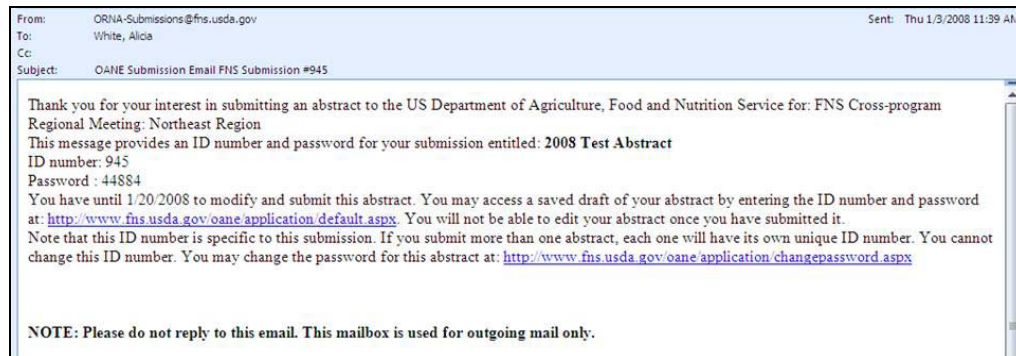 From: ORNA-Submissions@fns.usda.gov Sent: Thu 1/3/2008 11:39 AM
To: White, Alicia
Cc:
Subject: OANE Submission Email FNS Submission #945
Thank you for your interest in submitting an abstract to the US Department of Agriculture, Food and Nutrition Service for: FNS Cross-program
Regional Meeting: Northeast Region
This message provides an ID number and password for your submission entitled: 2008 Test Abstract
ID number: 945
Password : 44884
You have until 1/20/2008 to modify and submit this abstract. You may access a saved draft of your abstract by entering the ID number and password
at: http://www.fns.usda.gov/oane/application/default.aspx. You will not be able to edit your abstract once you have submitted it.
Note that this ID number is specific to this submission. If you submit more than one abstract, each one will have its own unique ID number. You cannot
change this ID number. You may change the password for this abstract at: http://www.fns.usda.gov/oane/application/changepassword.aspx
NOTE: Please do not reply to this email. This mailbox is used for outgoing mail only.